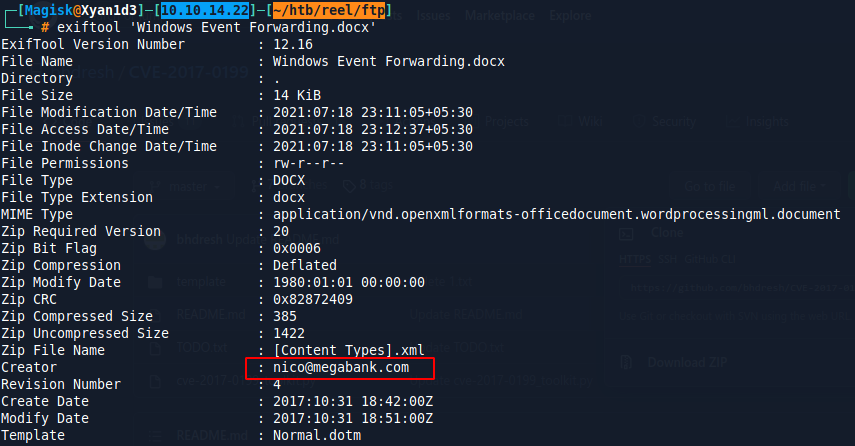 [Magisk@Xyan1d3]-[10.10.14.22]-[~/htb/reel/ftp]
# exiftool 'Windows Event Forwarding.docx'
ExifTool Version Number : 12.16
File Name : Windows Event Forwarding.docx
Directory : .
File Size : 14 KiB
File Modification Date/Time : 2021:07:18 23:11:05+05:30
File Access Date/Time : 2021:07:18 23:12:37+05:30
File Inode Change Date/Time : 2021:07:18 23:11:05+05:30
File Permissions : rw-r--r--
File Type : DOCX
File Type Extension : docx
MIME Type : application/vnd.openxmlformats-officedocument.wordprocessingml.document
Zip Required Version : 20
Zip Bit Flag : 0x0006
Zip Compression : Deflated
Zip Modify Date : 1980:01:01 00:00:00
Zip CRC : 0x82872409
Zip Compressed Size : 385
Zip Uncompressed Size : 1422
Zip File Name : [Content_Types].xml
Creator : nico@megabank.com
Revision Number : 4
Create Date : 2017:10:31 18:42:00Z
Modify Date : 2017:10:31 18:51:00Z
Template : Normal.dotm